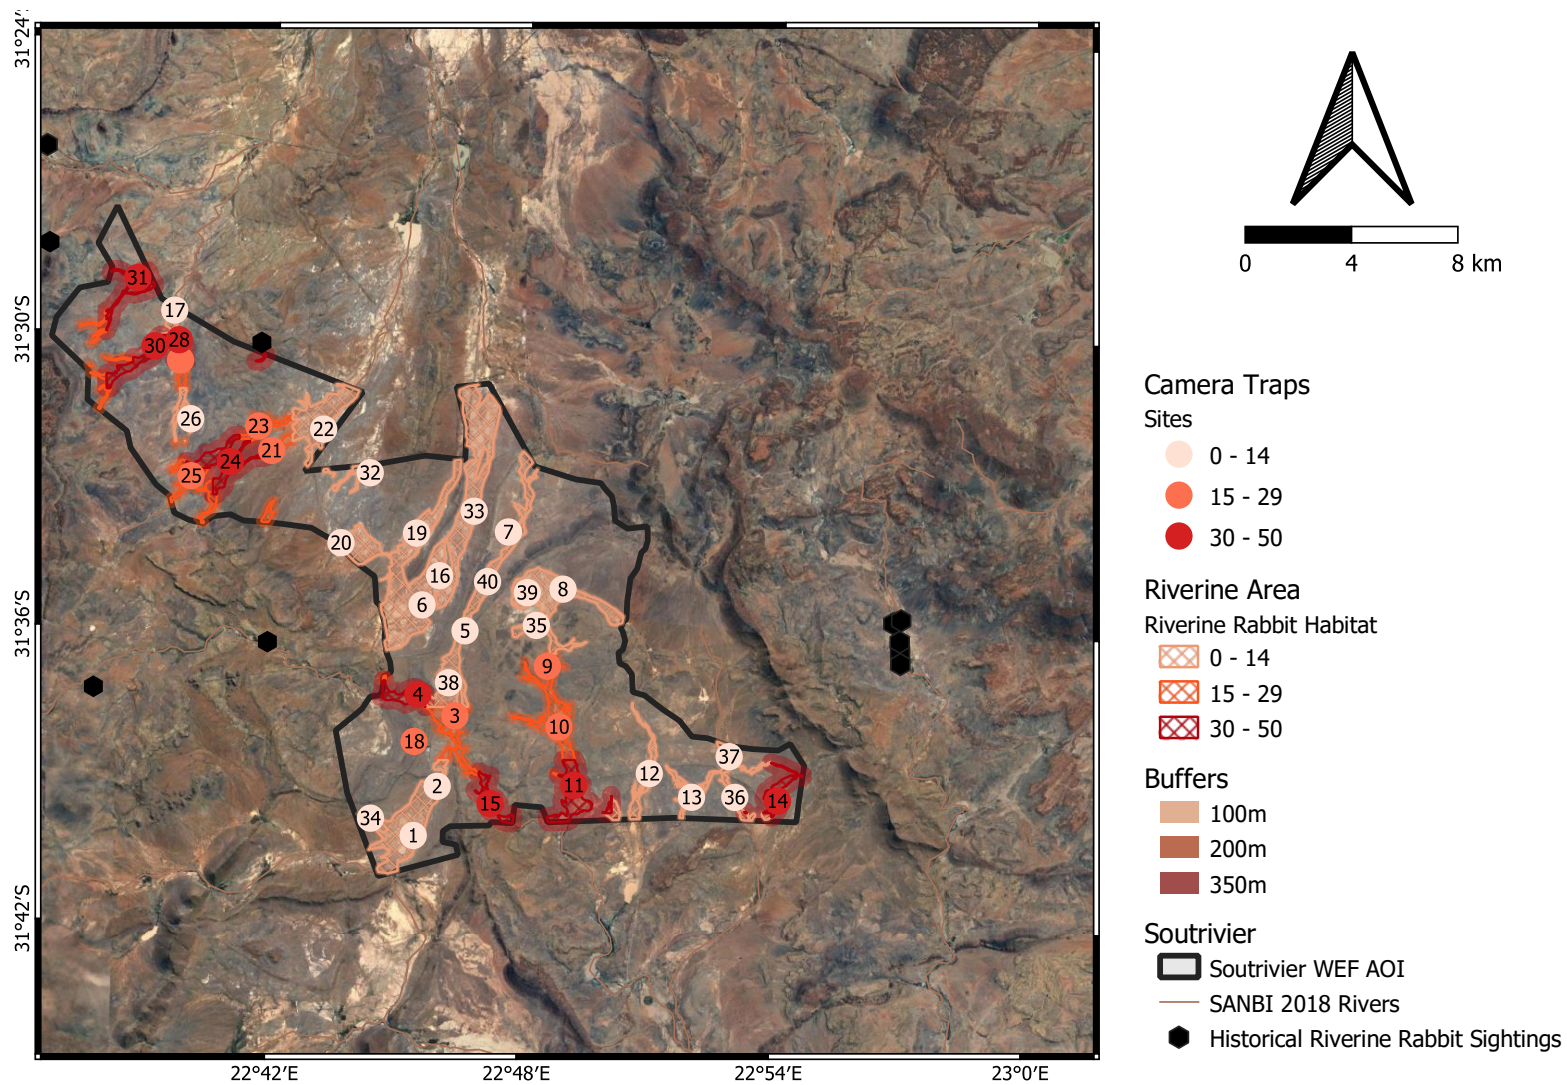 31°24'
31°30'S
31°36'S
31°42'S
31
17
30
28
26
23
22
21
24
25
32
33
19
7
20
16
40
39
8
6
5
35
9
38
4
3
10
18
37
12
2
11
13
36
14
15
34
1
22°42'E
22°48'E
22°54'E
23°0'E
0 4 8 km
Camera Traps
Sites
0 - 14
15 - 29
30 - 50
Riverine Area
Riverine Rabbit Habitat
0 - 14
15 - 29
30 - 50
Buffers
100m
200m
350m
Soutrivier
Soutrivier WEF AOI
SANBI 2018 Rivers
Historical Riverine Rabbit Sightings